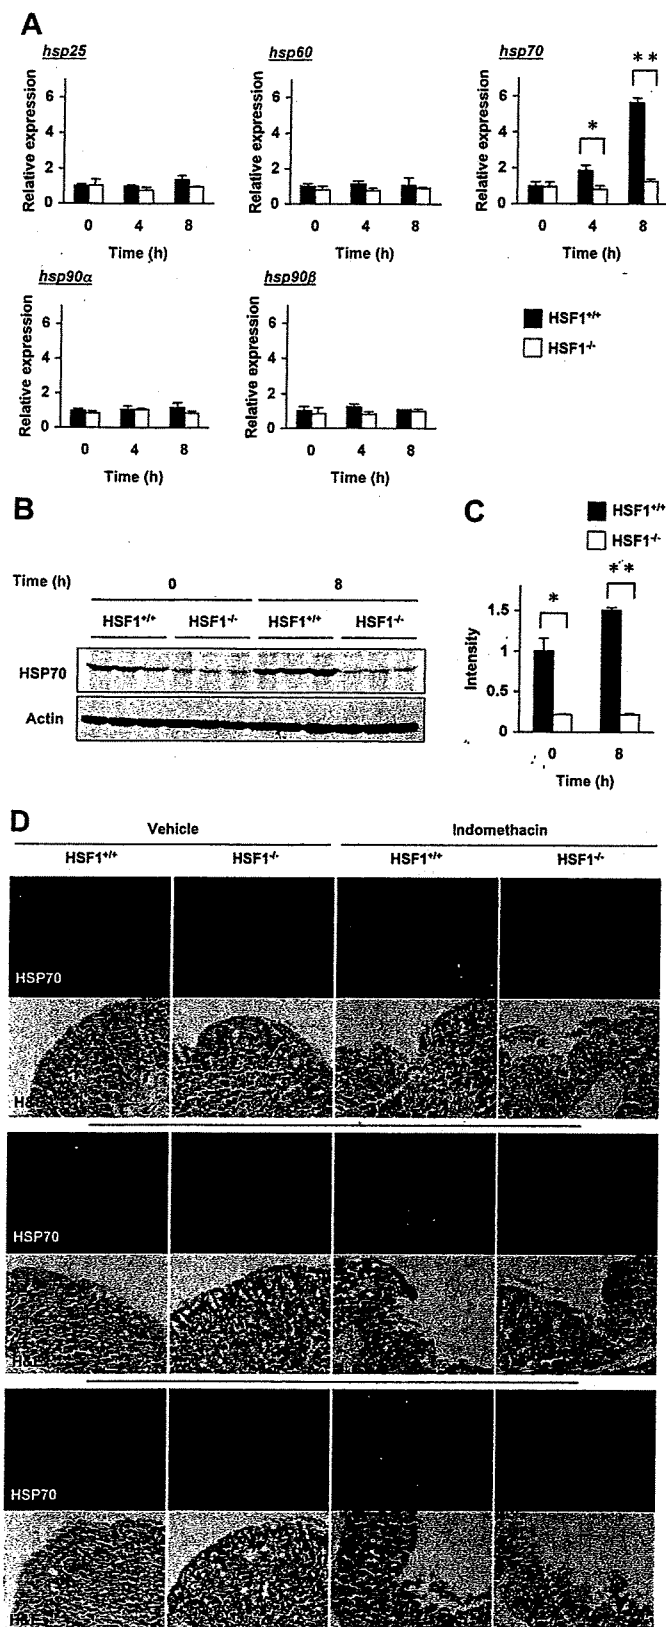 A
hsp25
hsp60
hsp70
Relative expression
6
4
2
0
0 4 8
Time (h)
Relative expression
6
4
2
0
0 4 8
Time (h)
Relative expression
6
4
2
0
*
**
0 4 8
Time (h)
hsp90α
hsp90β
Relative expression
6
4
2
0
0 4 8
Time (h)
Relative expression
6
4
2
0
0 4 8
Time (h)
HSF1+/+
HSF1-/-
B
Time (h) 0 8
HSF1+/+ HSF1-/- HSF1+/+ HSF1-/-
HSP70
Actin
C
HSF1+/+
HSF1-/-
Intensity
1.5
1
0.5
0
*
**
0 8
Time (h)
D
Vehicle Indomethacin
HSF1+/+ HSF1-/- HSF1+/+ HSF1-/-
HSP70
H&E
HSP70
H&E
HSP70
H&E